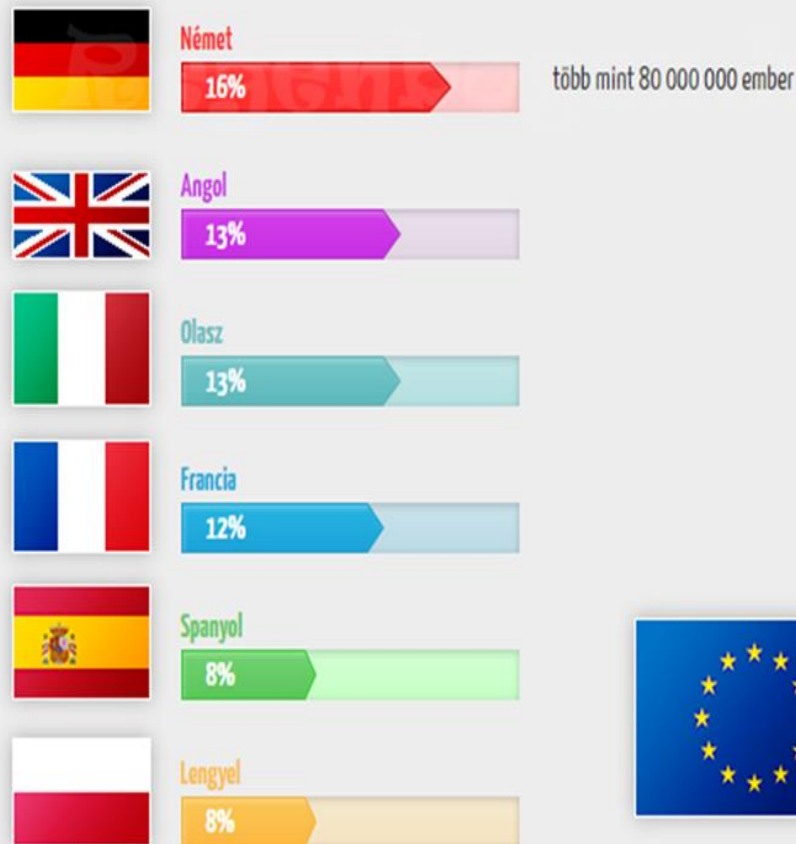 Német
16%
több mint 80 000 000 ember
Angol
13%
Olasz
13%
Francia
12%
Spanyol
8%
Lengyel
8%